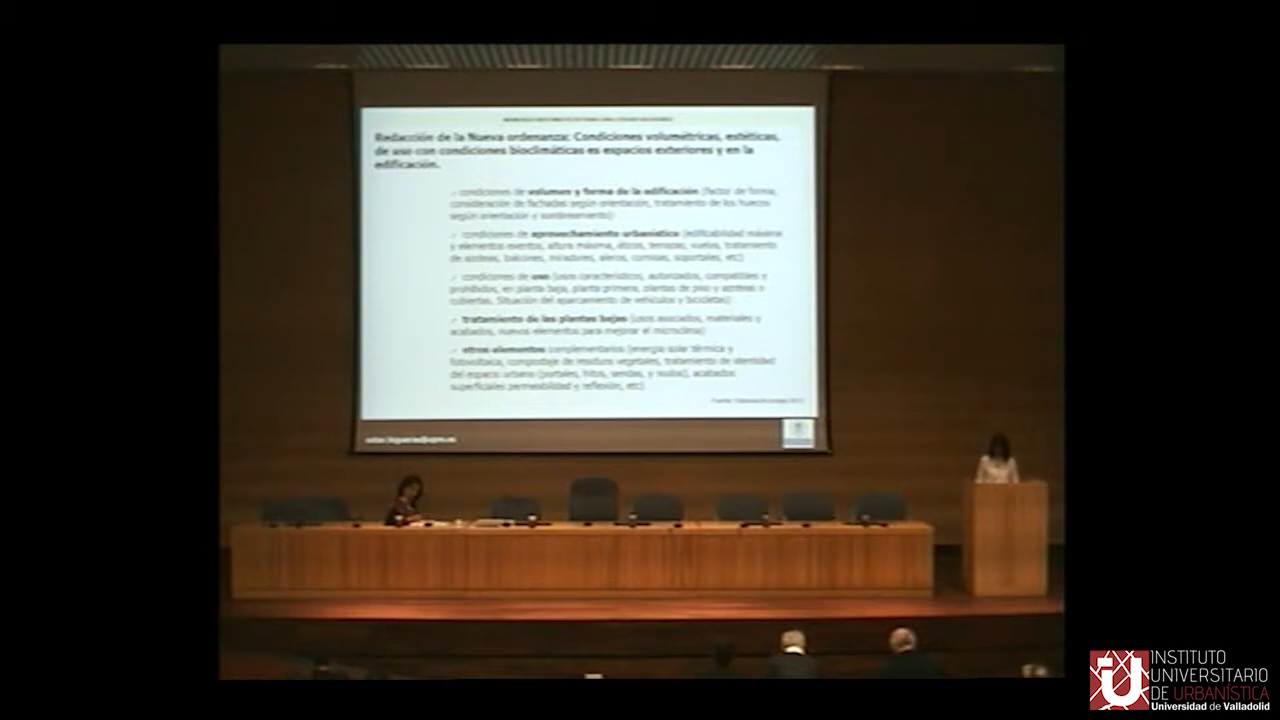 Redacción de la Nueva ordenanza: Condiciones volumétricas, estéticas,
de uso con condiciones bioclimáticas es espacios exteriores y en la
edificación.
✓ condiciones de volumen y forma de la edificación (factor de forma,
consideración de fachadas según orientación, tratamiento de los huecos
según orientación y sombreamiento)
✓ condiciones de aprovechamiento urbanístico (edificabilidad máxima
y elementos exentos, altura máxima, áticos, terrazas, vuelos, tratamiento
de azoteas, balcones, miradores, aleros, cornisas, soportales, etc)
✓ condiciones de uso (usos característicos, autorizados, compatibles y
prohibidos, en planta baja, planta primera, plantas de piso y azoteas o
cubiertas. Situación del aparcamiento de vehículos y bicicletas)
✓ tratamiento de las plantas bajas (usos asociados, materiales y
acabados, nuevos elementos para mejorar el microclima)
✓ otros elementos complementarios (energía solar térmica y
fotovoltaica, compostaje de residuos vegetales, tratamiento de identidad
del espacio urbano (portales, hitos, sendas, y nodos), acabados
superficiales permeabilidad y reflexión, etc)
INSTITUTO
UNIVERSITARIO
DE URBANÍSTICA
Universidad de Valladolid